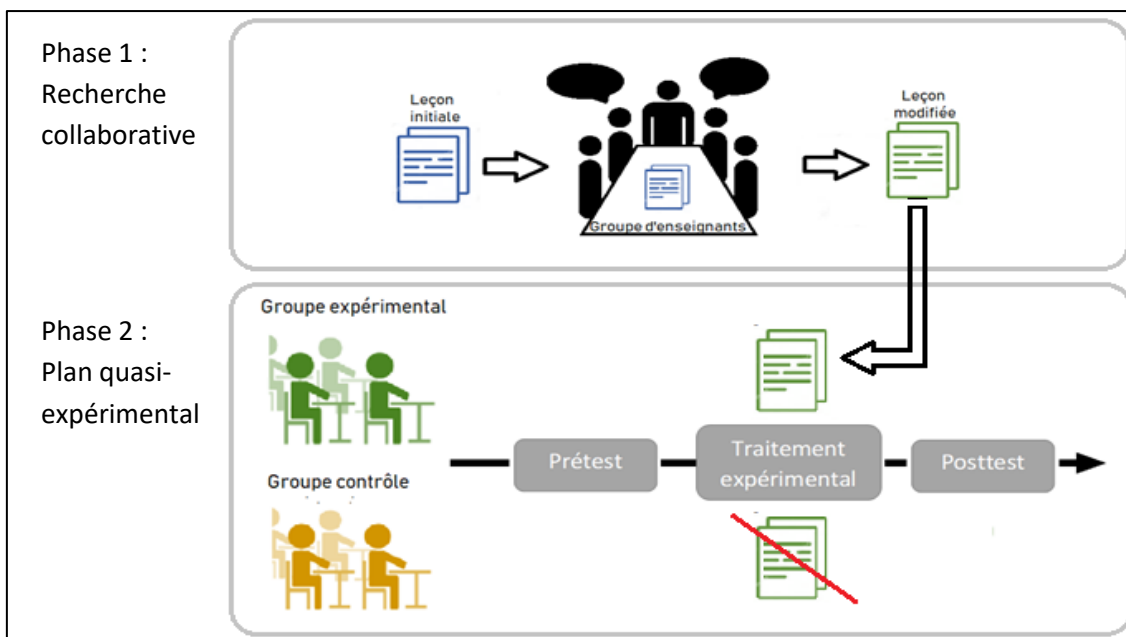 Phase 1 :
Recherche
collaborative
Leçon
initiale
Groupe d'enseignants
Leçon
modifiée
Phase 2 :
Plan quasi-
expérimental
Groupe expérimental
Groupe contrôle
Prétest
Traitement
expérimental
Posttest